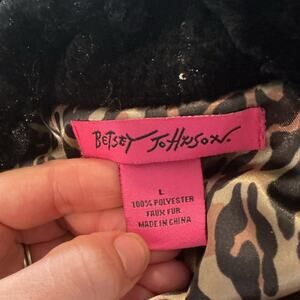 Betsey Johnson.
L
100% POLYESTER
FAUX FUR
MADE IN CHINA